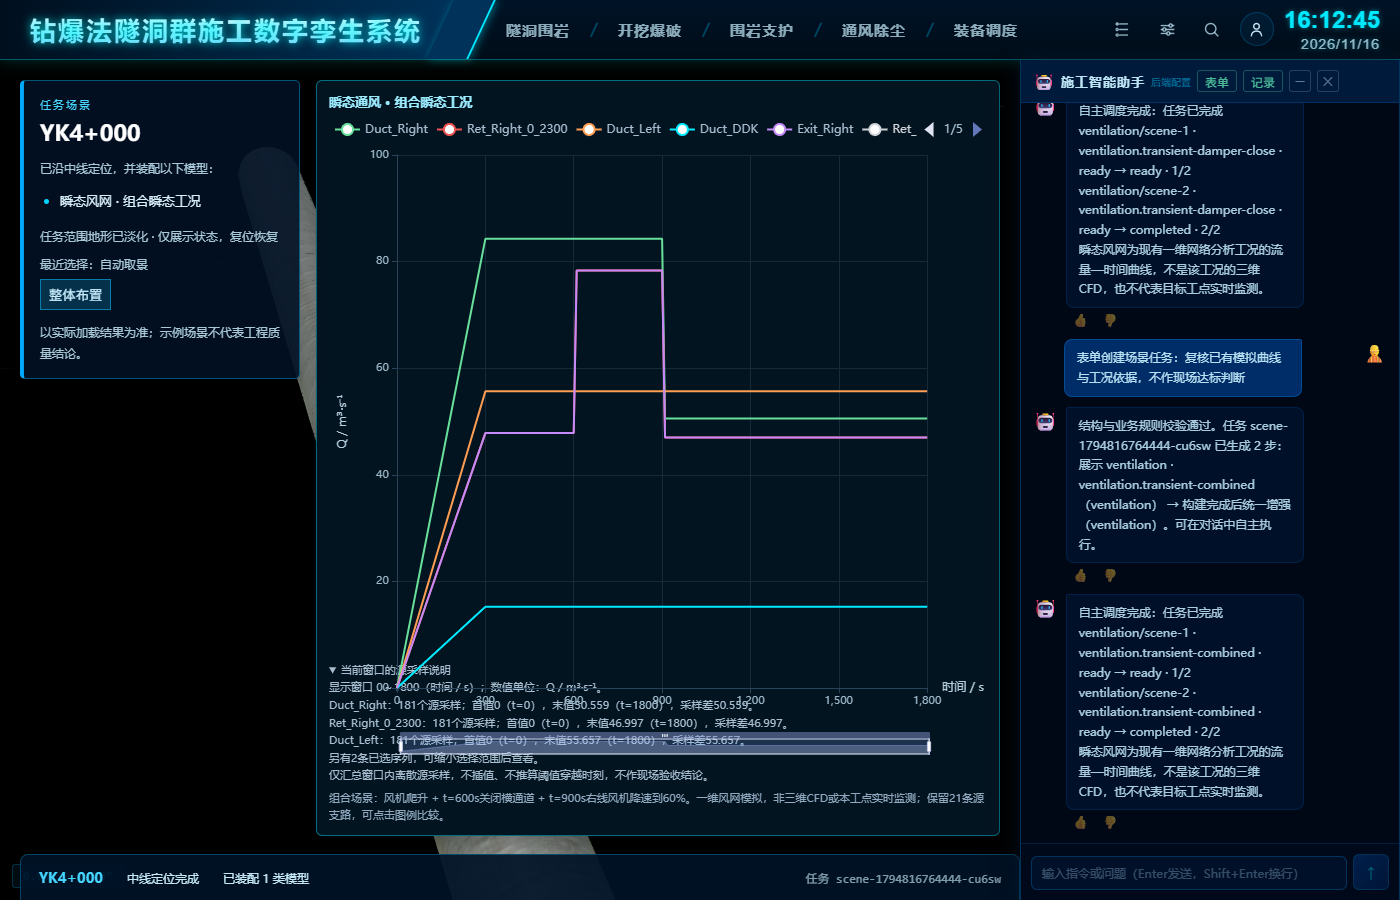 钻爆法隧洞群施工数字孪生系统
隧洞围岩 / 开挖爆破 / 围岩支护 / 通风除尘 / 装备调度
16:12:45
2026/11/16
任务场景
YK4+000
已沿中线定位，并装配以下模型：
瞬态风网 · 组合瞬态工况
任务范围地形已淡化 · 仅展示状态，复位恢复
最近选择：自动取景
整体布置
以实际加载结果为准；示例场景不代表工程质
量结论。
瞬态通风 • 组合瞬态工况
Duct_Right Ret_Right_0_2300 Duct_Left Duct_DDK Exit_Right Ret_ 1/5
100
80
60
40
20
0
Q / m³·s⁻¹
0 300 600 900 1,200 1,500 1,800
时间 / s
▼ 当前窗口的源采样说明
显示窗口 00–1800（时间 / s）；数值单位：Q / m³·s⁻¹。
Duct_Right：181个源采样；首值0（t=0），末值50.559（t=1800），采样差50.559。
Ret_Right_0_2300：181个源采样；首值0（t=0），末值46.997（t=1800），采样差46.997。
Duct_Left：181个源采样；首值0（t=0），末值55.657（t=1800），采样差55.657。
另有2条已选序列，可缩小选择范围后查看。
仅汇总窗口内离散源采样，不插值、不推算阈值穿越时刻，不作现场验收结论。
组合场景：风机爬升 + t=600s关闭横通道 + t=900s右线风机降速到60%。一维风网模拟，非三维CFD或本工点实时监测；保留21条源
支路，可点击图例比较。
YK4+000 中线定位完成 已装配 1 类模型
任务 scene-1794816764444-cu6sw
施工智能助手 后端配置 表单 记录
自主调度完成：任务已完成
ventilation/scene-1 ·
ventilation.transient-damper-close ·
ready → ready · 1/2
ventilation/scene-2 ·
ventilation.transient-damper-close ·
ready → completed · 2/2
瞬态风网为现有一维网络分析工况的流
量—时间曲线，不是该工况的三维
CFD，也不代表目标工点实时监测。
表单创建场景任务：复核已有模拟曲线
与工况依据，不作现场达标判断
结构与业务规则校验通过。任务 scene-
1794816764444-cu6sw 已生成 2 步：
展示 ventilation ·
ventilation.transient-combined
（ventilation） → 构建完成后统一增强
（ventilation）。可在对话中自主执
行。
自主调度完成：任务已完成
ventilation/scene-1 ·
ventilation.transient-combined ·
ready → ready · 1/2
ventilation/scene-2 ·
ventilation.transient-combined ·
ready → completed · 2/2
瞬态风网为现有一维网络分析工况的流
量—时间曲线，不是该工况的三维
CFD，也不代表目标工点实时监测。
输入指令或问题（Enter发送，Shift+Enter换行）